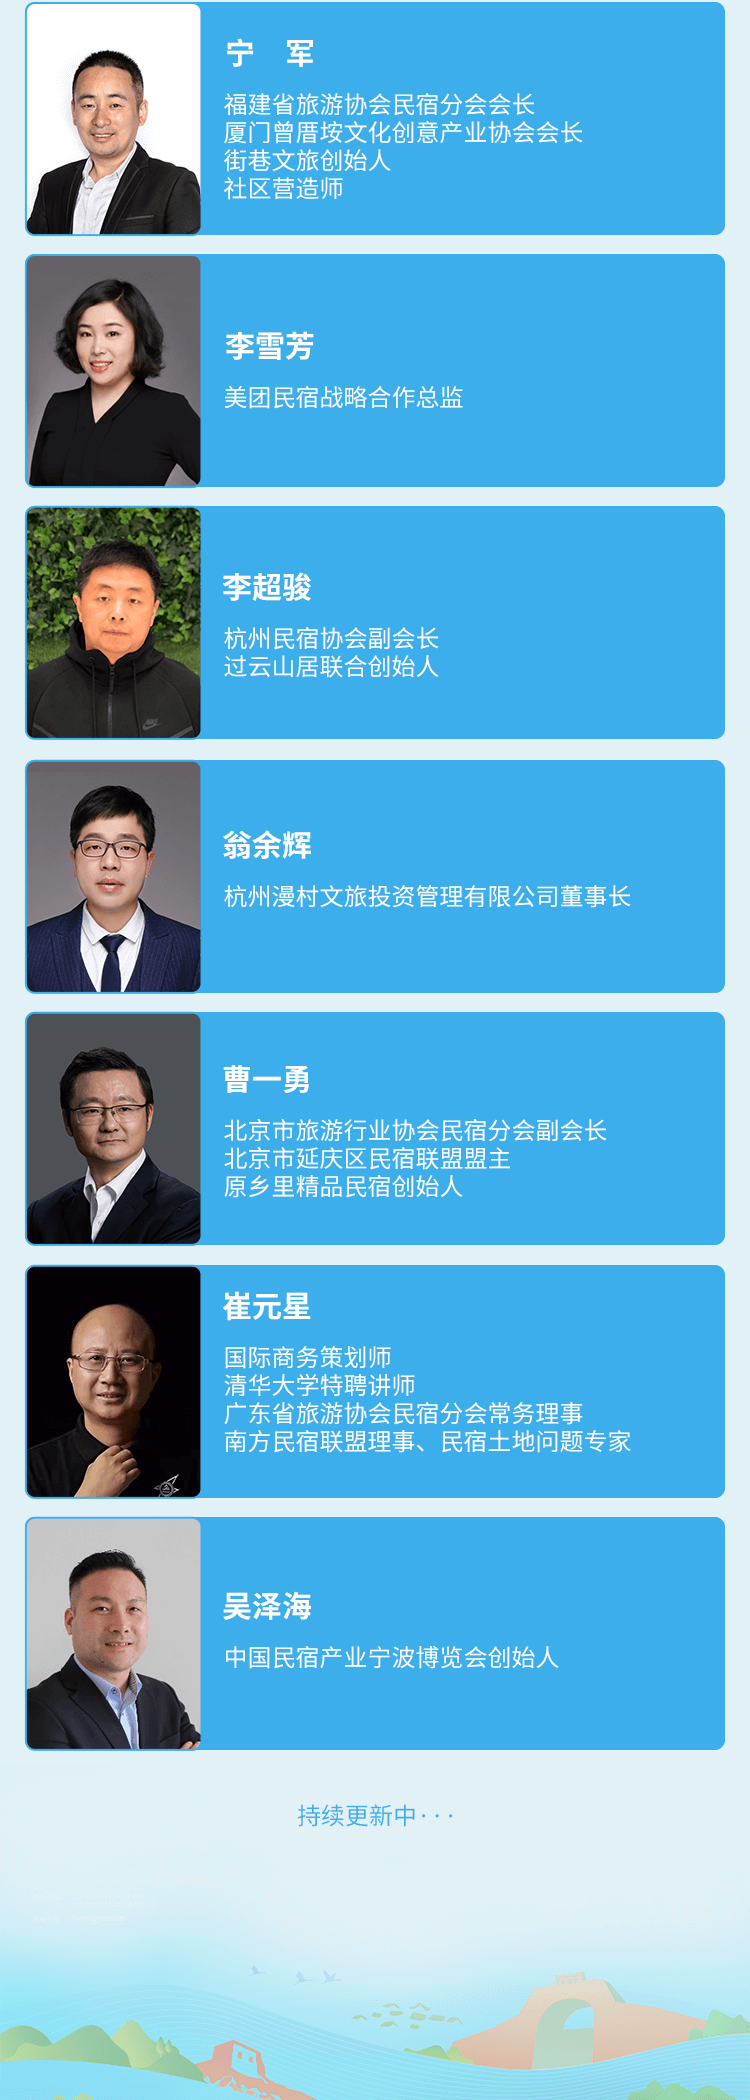 宁　军
福建省旅游协会民宿分会会长
厦门曾厝垵文化创意产业协会会长
街巷文旅创始人
社区营造师
李雪芳
美团民宿战略合作总监
李超骏
杭州民宿协会副会长
过云山居联合创始人
翁余辉
杭州漫村文旅投资管理有限公司董事长
曹一勇
北京市旅游行业协会民宿分会副会长
北京市延庆区民宿联盟盟主
原乡里精品民宿创始人
崔元星
国际商务策划师
清华大学特聘讲师
广东省旅游协会民宿分会常务理事
南方民宿联盟理事、民宿土地问题专家
吴泽海
中国民宿产业宁波博览会创始人
持续更新中···